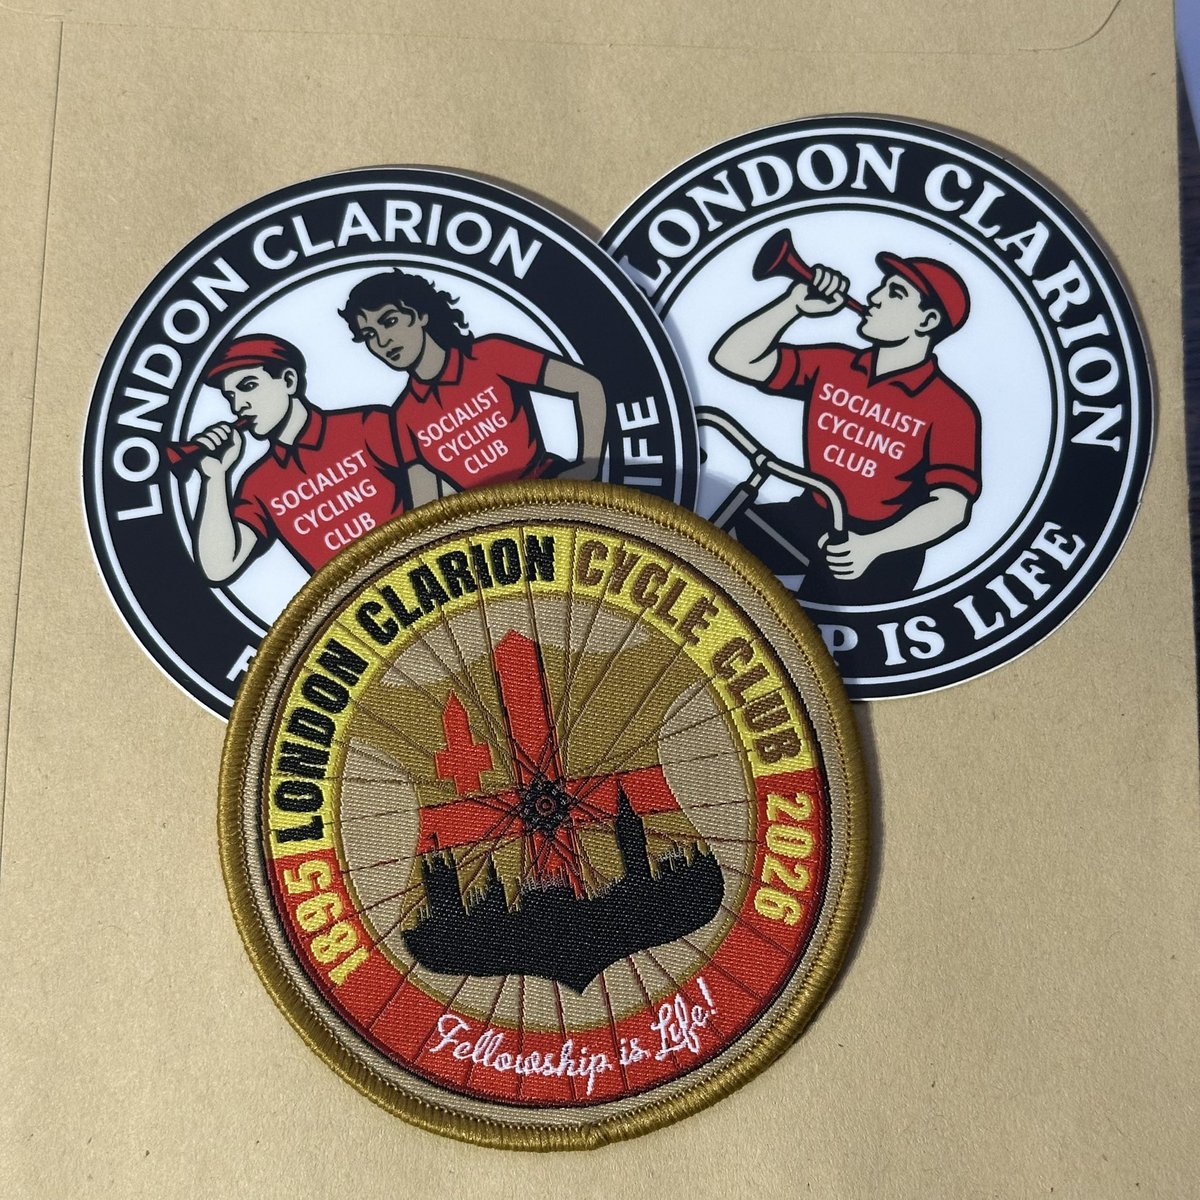 LONDON CLARION
LIFE
SOCIALIST
CYCLING
CLUB
SOCIALIST
CYCLING
CLUB
LONDON CLARION
IS LIFE
SOCIALIST
CYCLING
CLUB
LONDON CLARION CYCLE CLUB
1895
2026
Fellowship is Life!